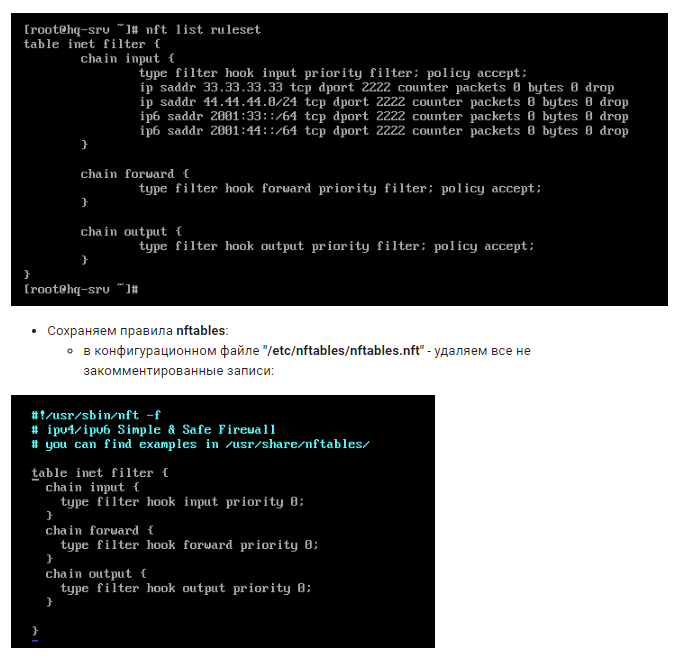 [root@hq-srv ~]# nft list ruleset
table inet filter {
chain input {
type filter hook input priority filter; policy accept;
ip saddr 33.33.33.33 tcp dport 2222 counter packets 0 bytes 0 drop
ip saddr 44.44.44.0/24 tcp dport 2222 counter packets 0 bytes 0 drop
ip6 saddr 2001:33::/64 tcp dport 2222 counter packets 0 bytes 0 drop
ip6 saddr 2001:44::/64 tcp dport 2222 counter packets 0 bytes 0 drop
}
chain forward {
type filter hook forward priority filter; policy accept;
}
chain output {
type filter hook output priority filter; policy accept;
}
}
[root@hq-srv ~]#
• Сохраняем правила nftables:
◦ в конфигурационном файле "/etc/nftables/nftables.nft" - удаляем все не
закомментированные записи:
#!/usr/sbin/nft -f
# ipv4/ipv6 Simple & Safe Firewall
# you can find examples in /usr/share/nftables/
table inet filter {
chain input {
type filter hook input priority 0;
}
chain forward {
type filter hook forward priority 0;
}
chain output {
type filter hook output priority 0;
}
}
~